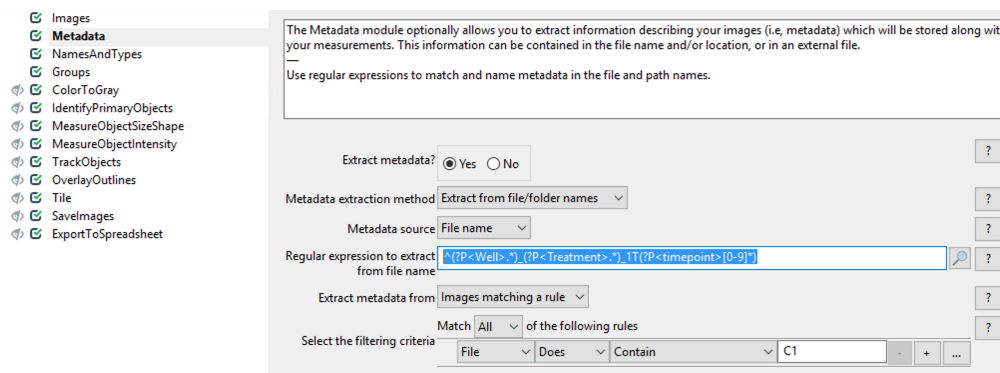 Images
Metadata
NamesAndTypes
Groups
ColorToGray
IdentifyPrimaryObjects
MeasureObjectSizeShape
MeasureObjectIntensity
TrackObjects
OverlayOutlines
Tile
SaveImages
ExportToSpreadsheet
The Metadata module optionally allows you to extract information describing your images (i.e, metadata) which will be stored along wit
your measurements. This information can be contained in the file name and/or location, or in an external file.
—
Use regular expressions to match and name metadata in the file and path names.
Extract metadata? Yes No ?
Metadata extraction method Extract from file/folder names ?
Metadata source File name ?
Regular expression to extract ^(?P<Well>.*)_(?P<Treatment>.*)_1T(?P<timepoint>[0-9]*) ?
from file name
Extract metadata from Images matching a rule ?
Match All of the following rules ?
Select the filtering criteria
File Does Contain C1 - + ...